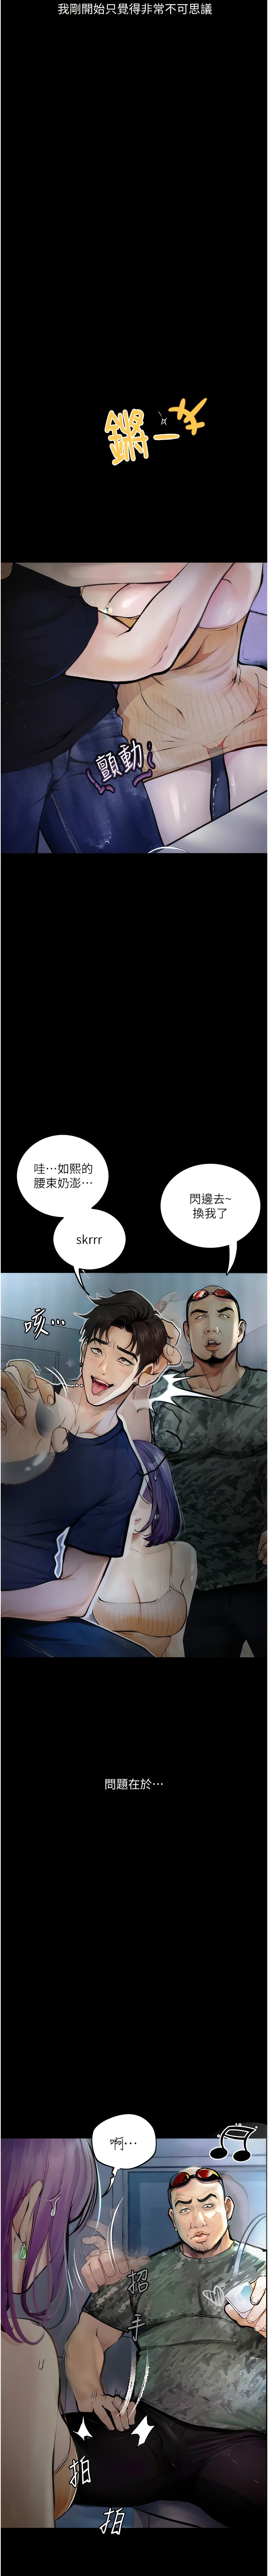 我剛開始只覺得非常不可思議
鏘—友
顫動
哇⋯如熙的
腰束奶澎⋯
skrrr
閃邊去~
換我了
咳⋯
問題在於⋯
啊⋯
招
手
拍
拍